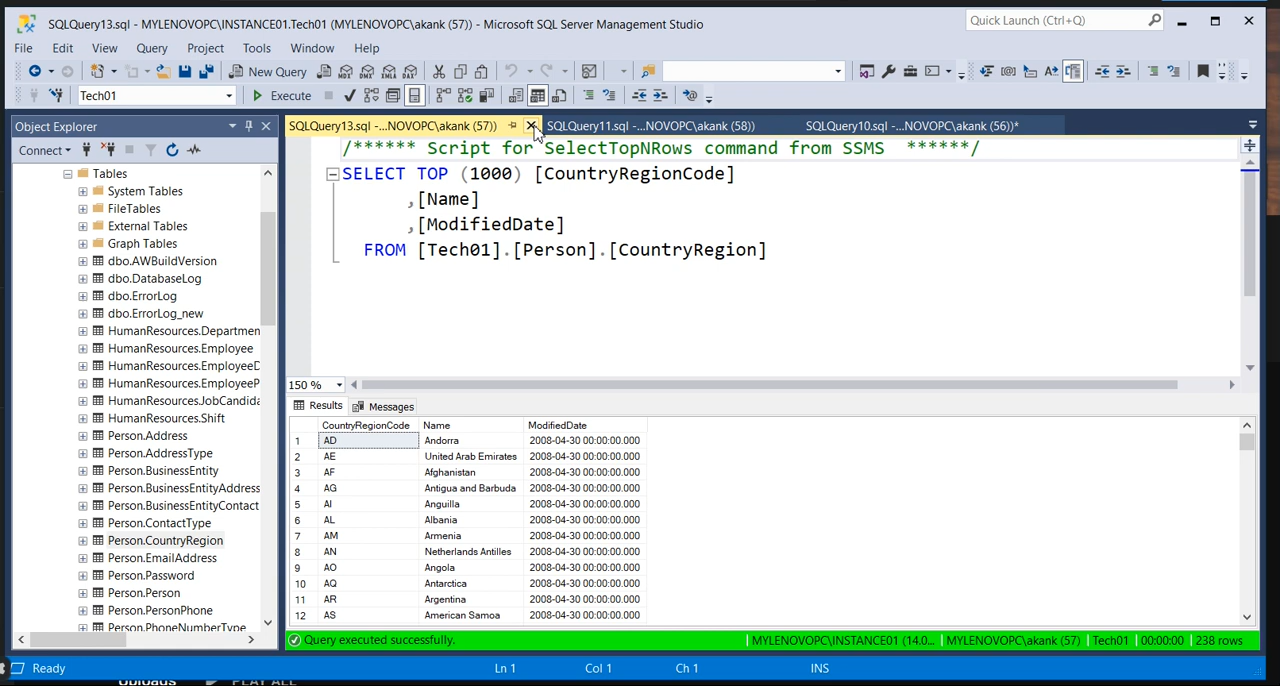 SQLQuery13.sql - MYLENOVOPC\INSTANCE01.Tech01 (MYLENOVOPC\akank (57)) - Microsoft SQL Server Management Studio
Quick Launch (Ctrl+Q)
File Edit View Query Project Tools Window Help
New Query
MDX DMX XMLA DAX
Tech01
Execute
Object Explorer
SQLQuery13.sql -...NOVOPC\akank (57))
SQLQuery11.sql -...NOVOPC\akank (58))
SQLQuery10.sql -...NOVOPC\akank (56))*
Connect
Tables
System Tables
FileTables
External Tables
Graph Tables
dbo.AWBuildVersion
dbo.DatabaseLog
dbo.ErrorLog
dbo.ErrorLog_new
HumanResources.Departmen
HumanResources.Employee
HumanResources.EmployeeD
HumanResources.EmployeeP
HumanResources.JobCandida
HumanResources.Shift
Person.Address
Person.AddressType
Person.BusinessEntity
Person.BusinessEntityAddress
Person.BusinessEntityContact
Person.ContactType
Person.CountryRegion
Person.EmailAddress
Person.Password
Person.Person
Person.PersonPhone
Person.PhoneNumberType
/****** Script for SelectTopNRows command from SSMS ******/
SELECT TOP (1000) [CountryRegionCode]
,[Name]
,[ModifiedDate]
FROM [Tech01].[Person].[CountryRegion]
150 %
Results Messages
CountryRegionCode Name ModifiedDate
1 AD Andorra 2008-04-30 00:00:00.000
2 AE United Arab Emirates 2008-04-30 00:00:00.000
3 AF Afghanistan 2008-04-30 00:00:00.000
4 AG Antigua and Barbuda 2008-04-30 00:00:00.000
5 AI Anguilla 2008-04-30 00:00:00.000
6 AL Albania 2008-04-30 00:00:00.000
7 AM Armenia 2008-04-30 00:00:00.000
8 AN Netherlands Antilles 2008-04-30 00:00:00.000
9 AO Angola 2008-04-30 00:00:00.000
10 AQ Antarctica 2008-04-30 00:00:00.000
11 AR Argentina 2008-04-30 00:00:00.000
12 AS American Samoa 2008-04-30 00:00:00.000
Query executed successfully.
MYLENOVOPC\INSTANCE01 (14.0... MYLENOVOPC\akank (57) Tech01 00:00:00 238 rows
Ready Ln 1 Col 1 Ch 1 INS
Uploads PLAY ALL